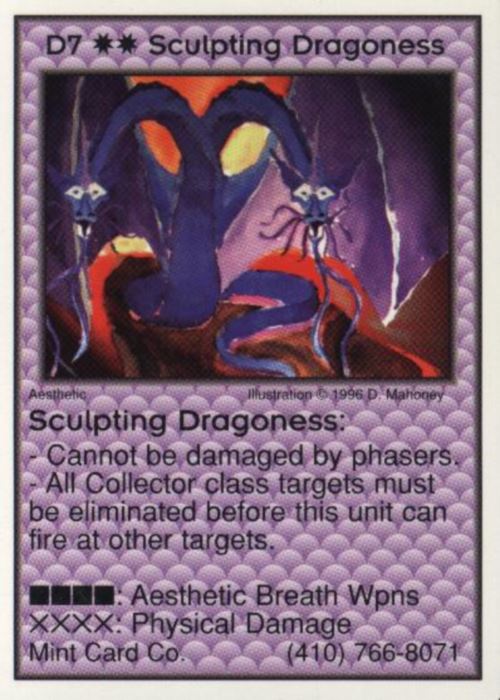 D7 ✷✷ Sculpting Dragoness
Aesthetic Illustration © 1996 D. Mahoney
Sculpting Dragoness:
- Cannot be damaged by phasers.
- All Collector class targets must
be eliminated before this unit can
fire at other targets.
■■■■: Aesthetic Breath Wpns
XXXX: Physical Damage
Mint Card Co. (410) 766-8071